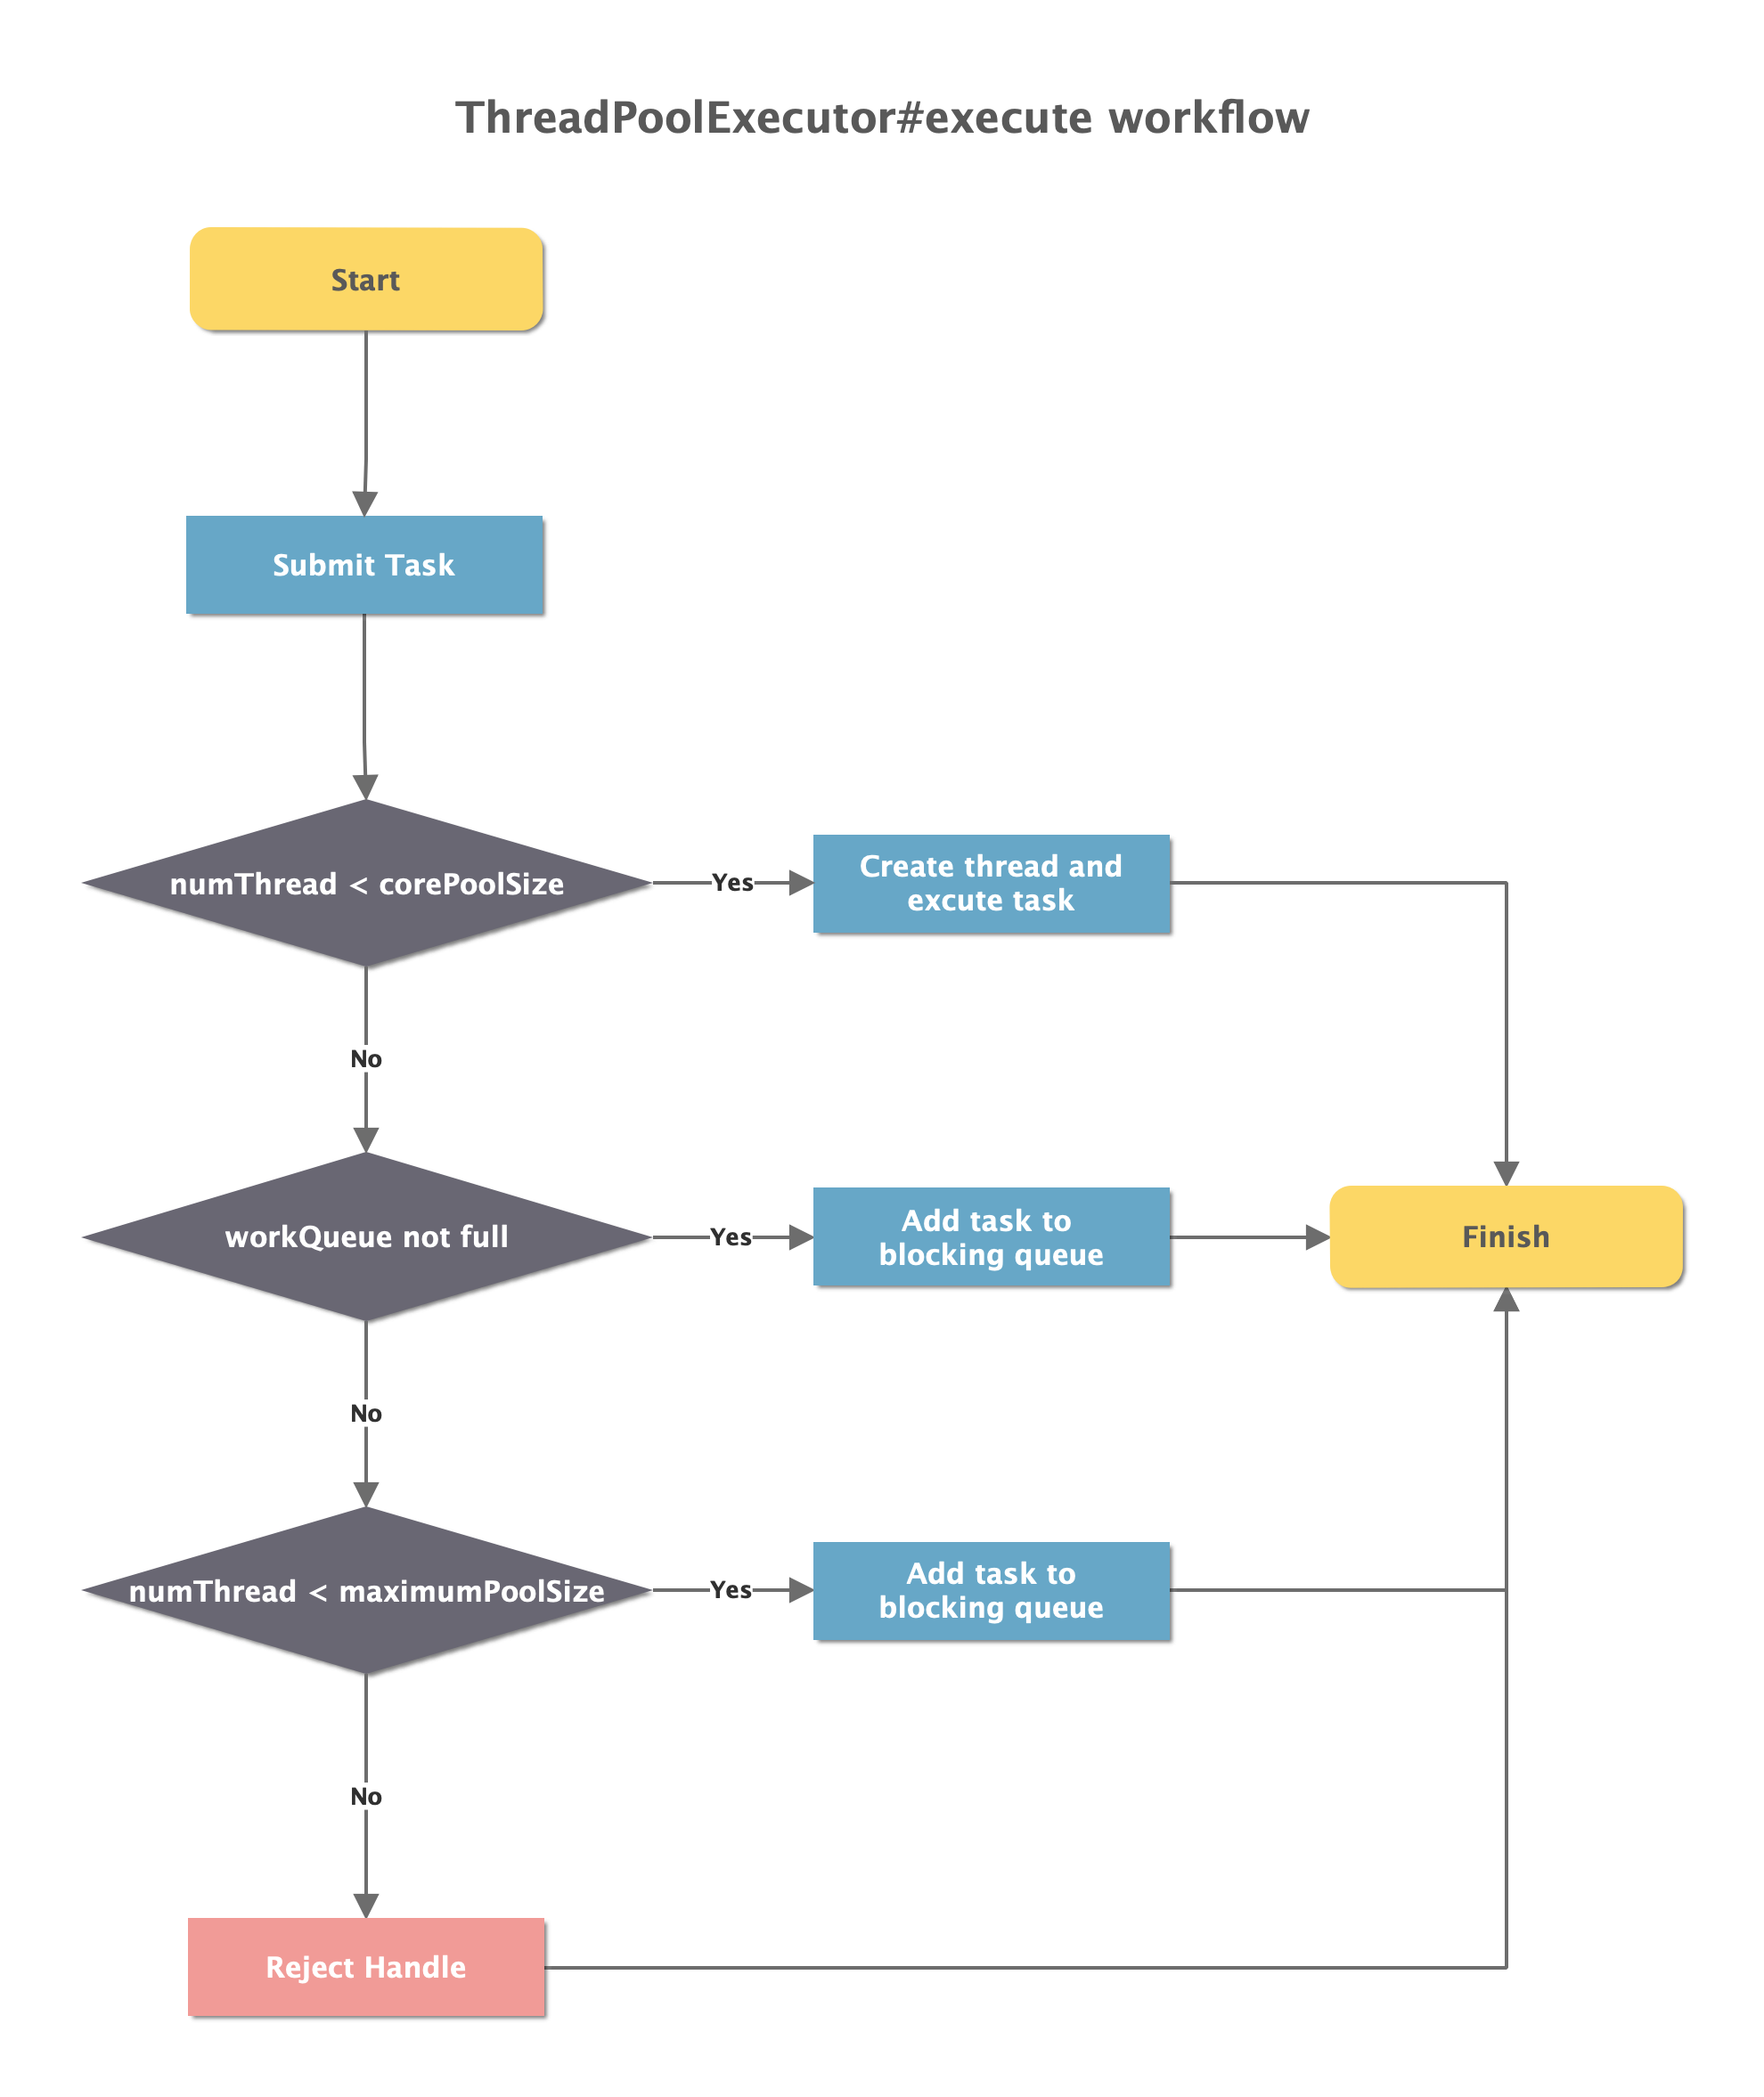 ThreadPoolExecutor#execute workflow
Start
Submit Task
numThread < corePoolSize
Yes
Create thread and
excute task
No
workQueue not full
Yes
Add task to
blocking queue
Finish
No
numThread < maximumPoolSize
Yes
Add task to
blocking queue
No
Reject Handle